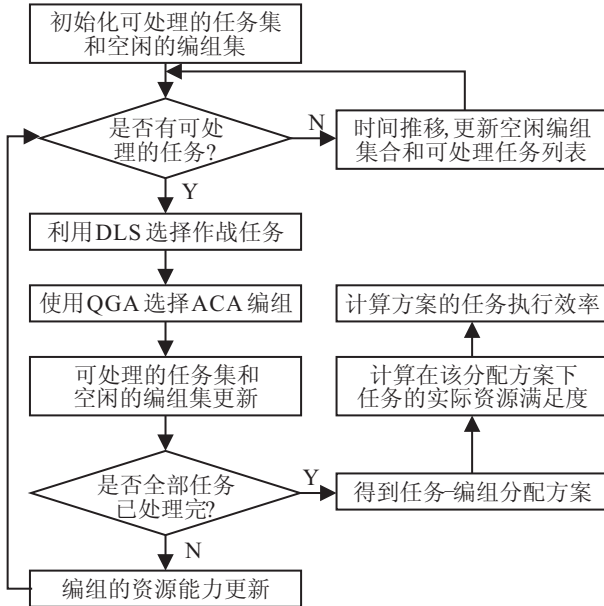 初始化可处理的任务集
和空闲的编组集
是否有可处
理的任务?
N
时间推移,更新空闲编组
集合和可处理任务列表
Y
利用DLS选择作战任务
使用QGA选择ACA编组
计算方案的任务执行效率
可处理的任务集和
空闲的编组集更新
计算在该分配方案下
任务的实际资源满足度
是否全部任务
已处理完?
Y
得到任务-编组分配方案
N
编组的资源能力更新